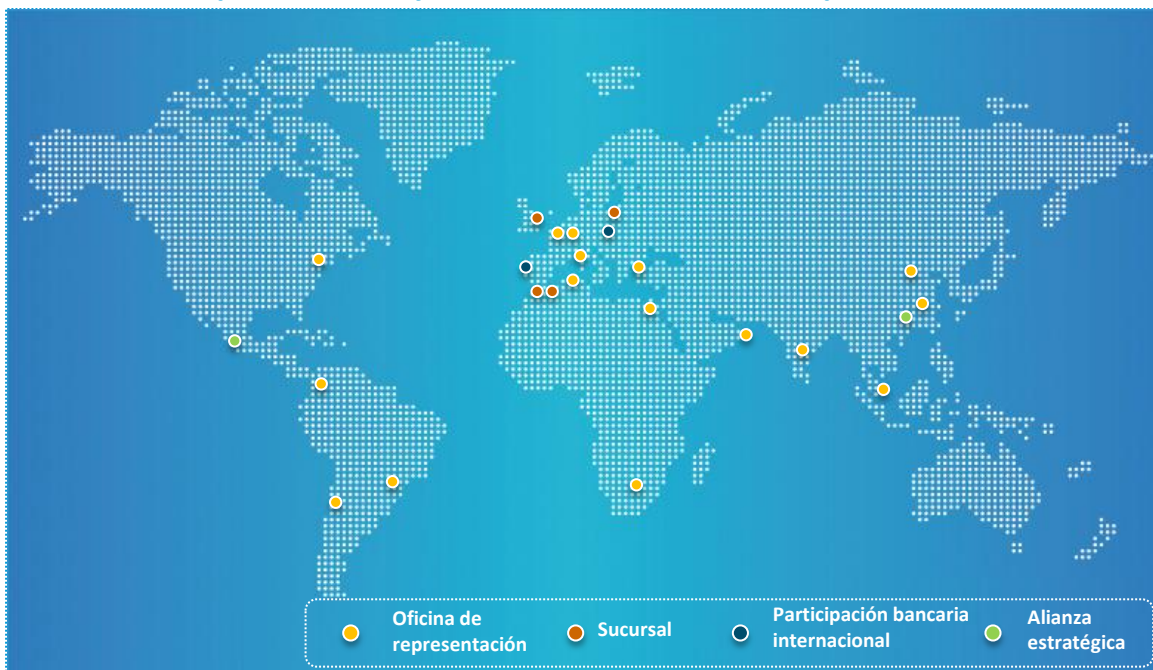 Oficina de
representación
Sucursal
Participación bancaria
internacional
Alianza
estratégica